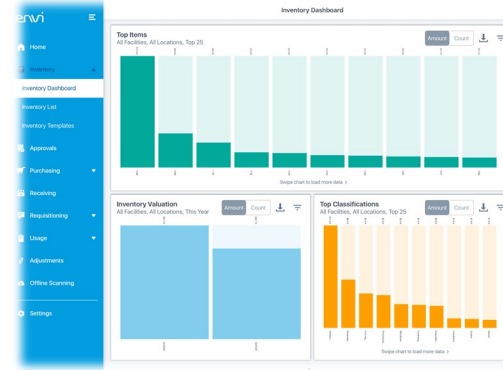 envi
Inventory Dashboard
Home
Inventory
Inventory Dashboard
Inventory List
Inventory Templates
Approvals
Purchasing
Receiving
Requisitioning
Usage
Adjustments
Offline Scanning
Settings
Top Items
All Facilities, All Locations, Top 25
Amount Count
Swipe chart to load more data >
Inventory Valuation
All Facilities, All Locations, This Year
Amount Count
Top Classifications
All Facilities, All Locations, Top 25
Amount Count
Swipe chart to load more data >